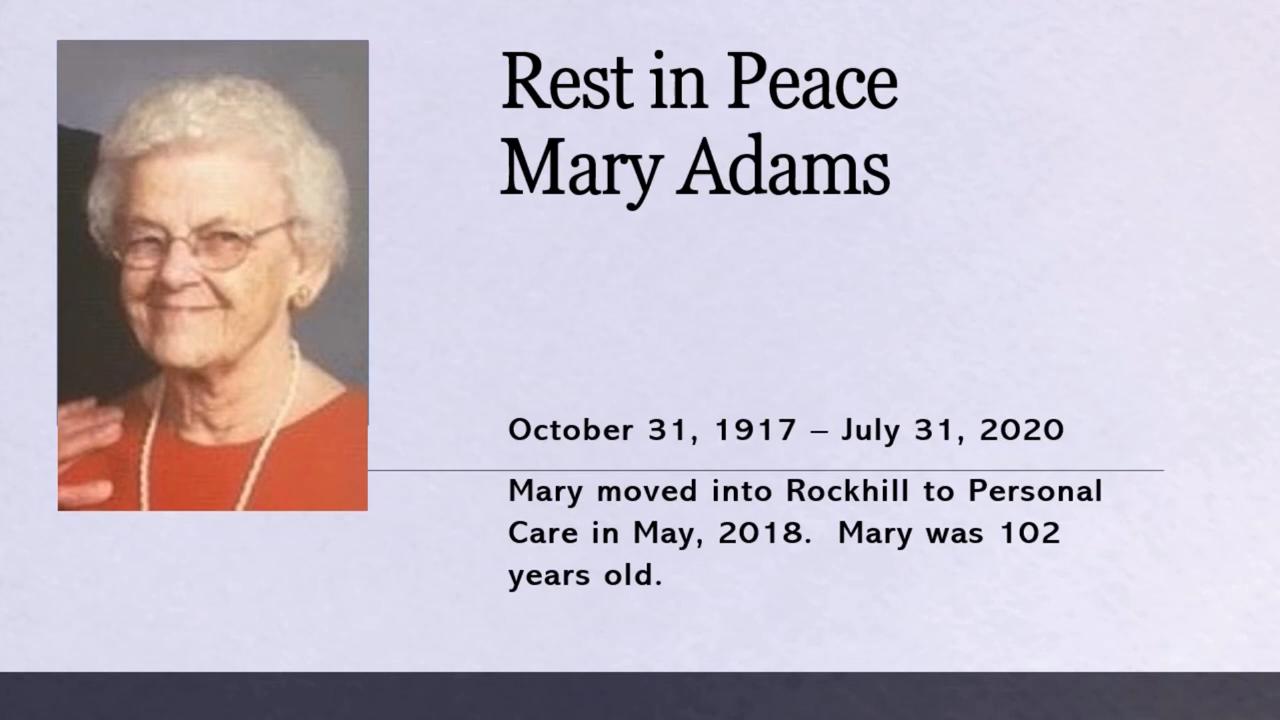 Rest in Peace
Mary Adams
October 31, 1917 – July 31, 2020
Mary moved into Rockhill to Personal
Care in May, 2018.  Mary was 102
years old.